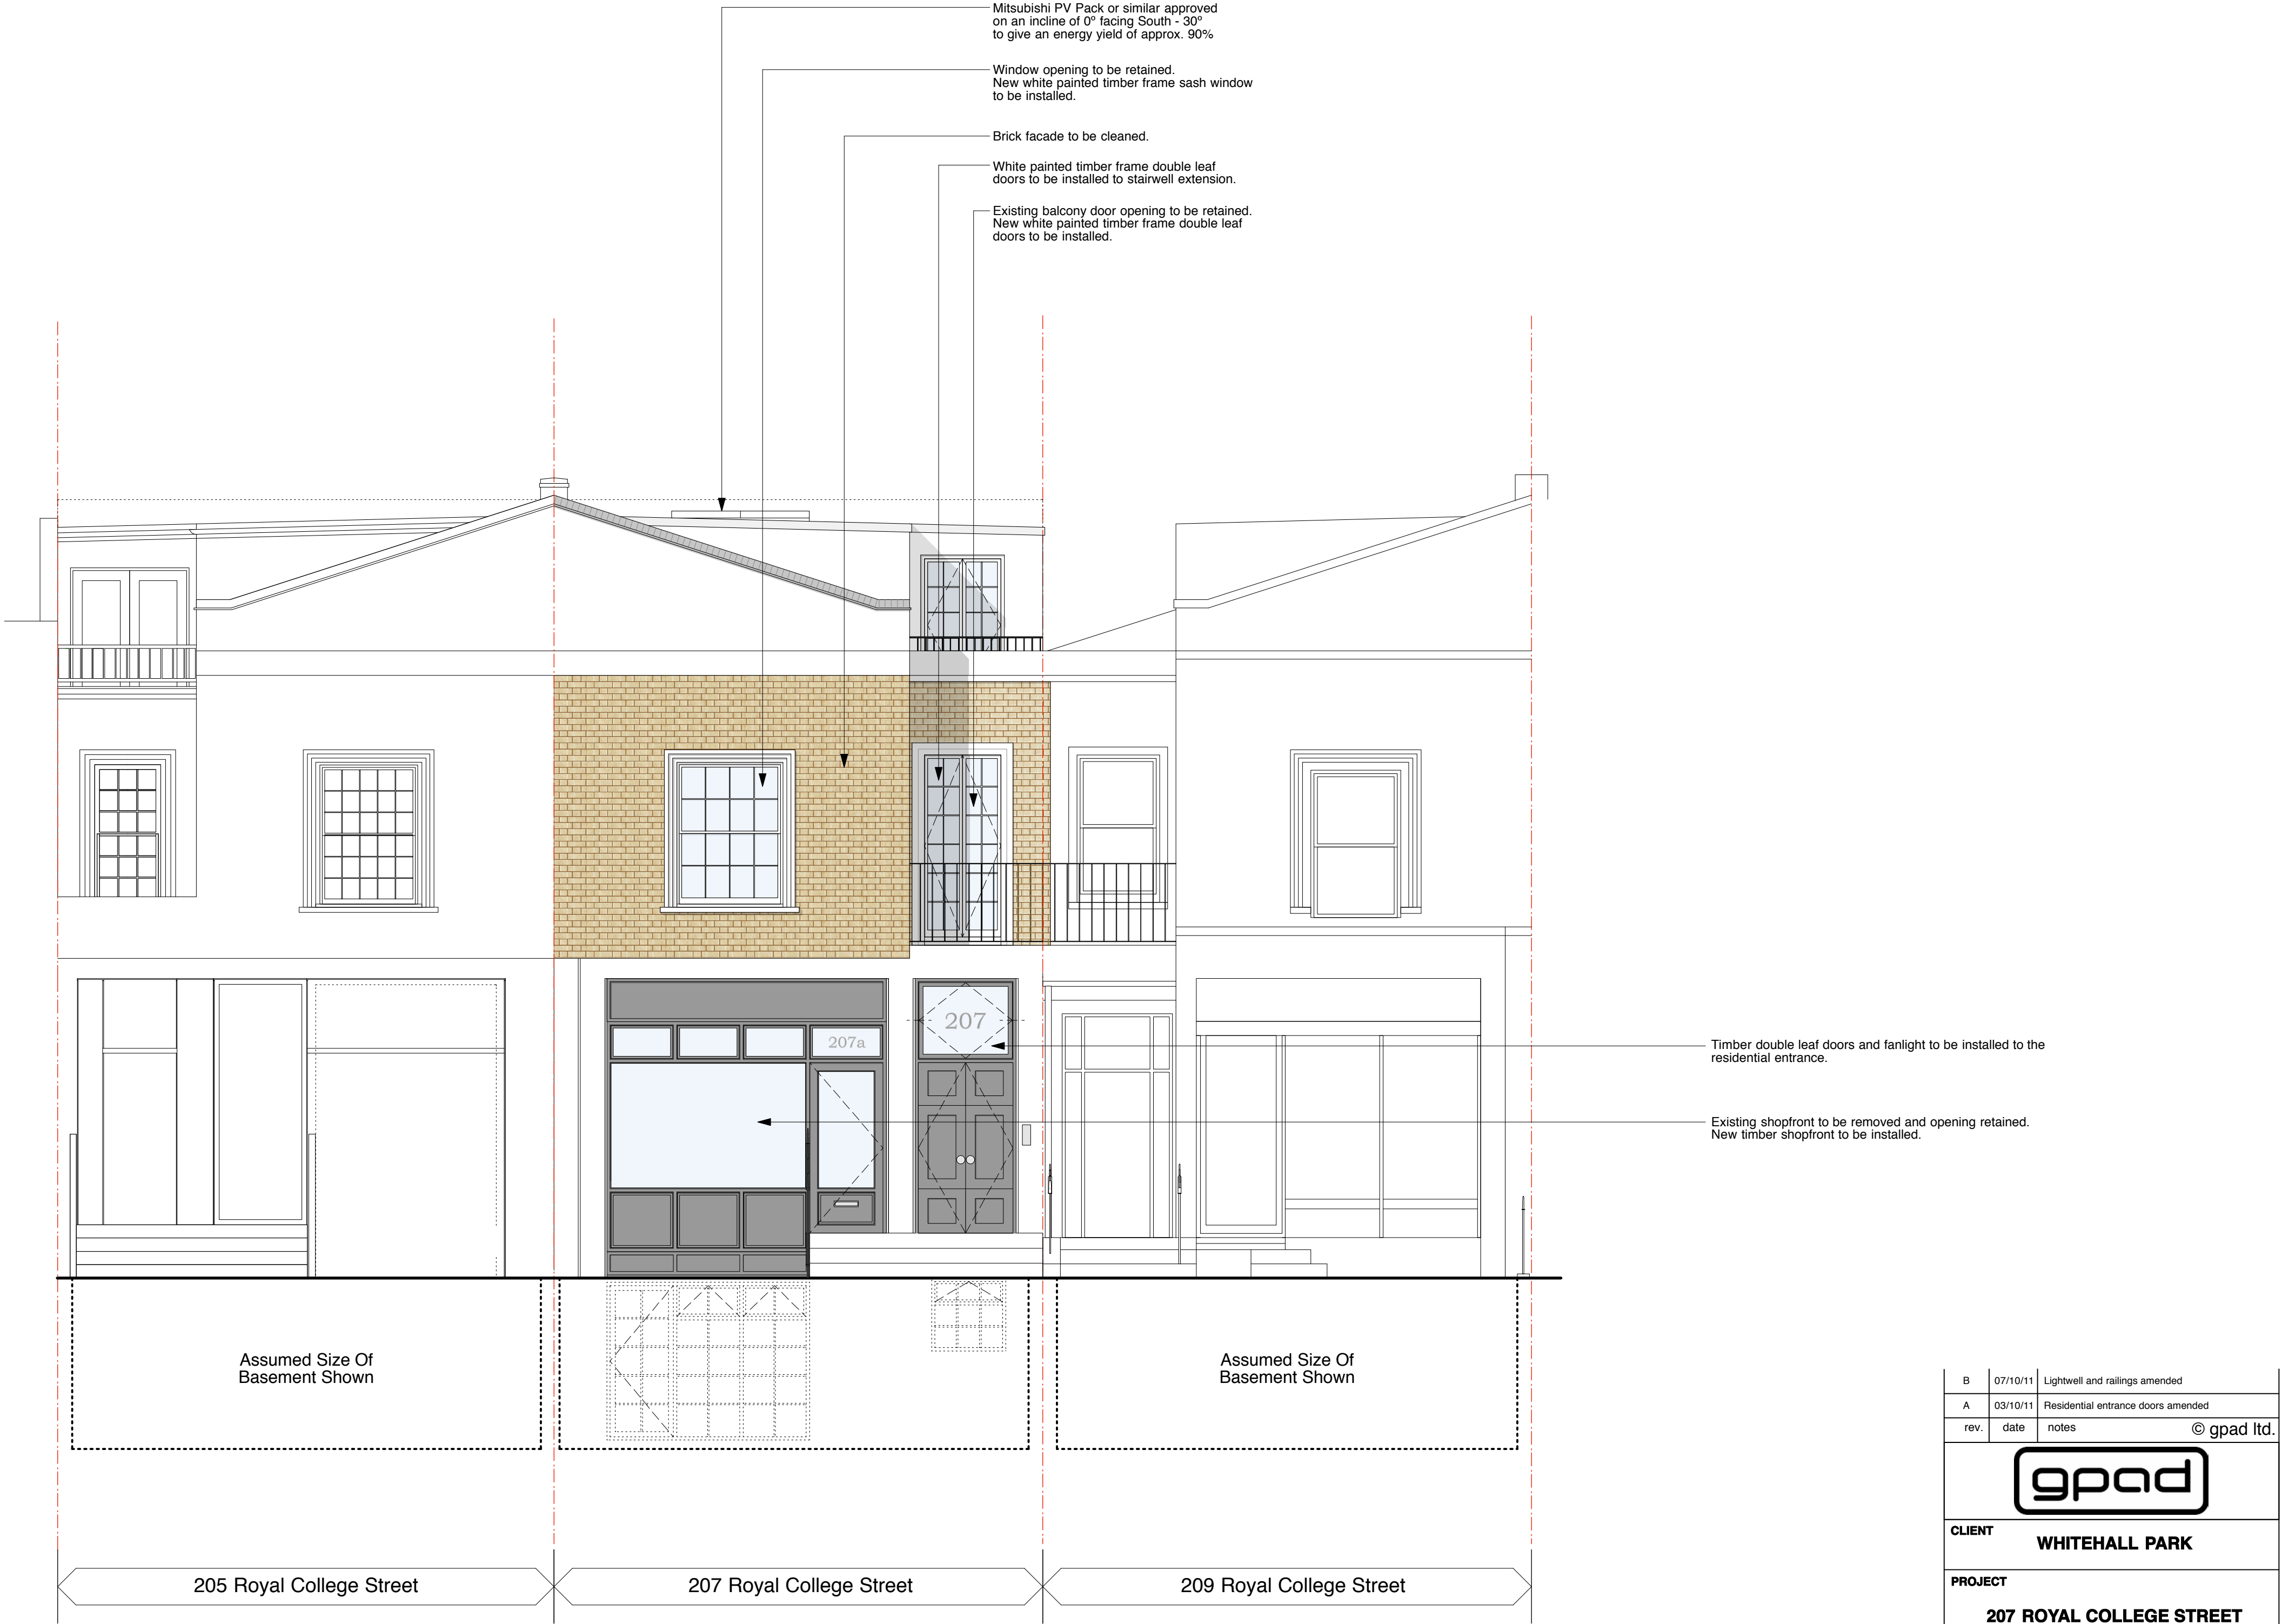 Mitsubishi PV Pack or similar approved
on an incline of 0º facing South - 30º
to give an energy yield of approx. 90%
Window opening to be retained.
New white painted timber frame sash window
to be installed.
Brick facade to be cleaned.
White painted timber frame double leaf
doors to be installed to stairwell extension.
Existing balcony door opening to be retained.
New white painted timber frame double leaf
doors to be installed.
207
207a
Timber double leaf doors and fanlight to be installed to the
residential entrance.
Existing shopfront to be removed and opening retained.
New timber shopfront to be installed.
Assumed Size Of
Basement Shown
Assumed Size Of
Basement Shown
205 Royal College Street
207 Royal College Street
209 Royal College Street
B 07/10/11 Lightwell and railings amended
A 03/10/11 Residential entrance doors amended
rev. date notes © gpad ltd.
gpad
CLIENT
WHITEHALL PARK
PROJECT
207 ROYAL COLLEGE STREET